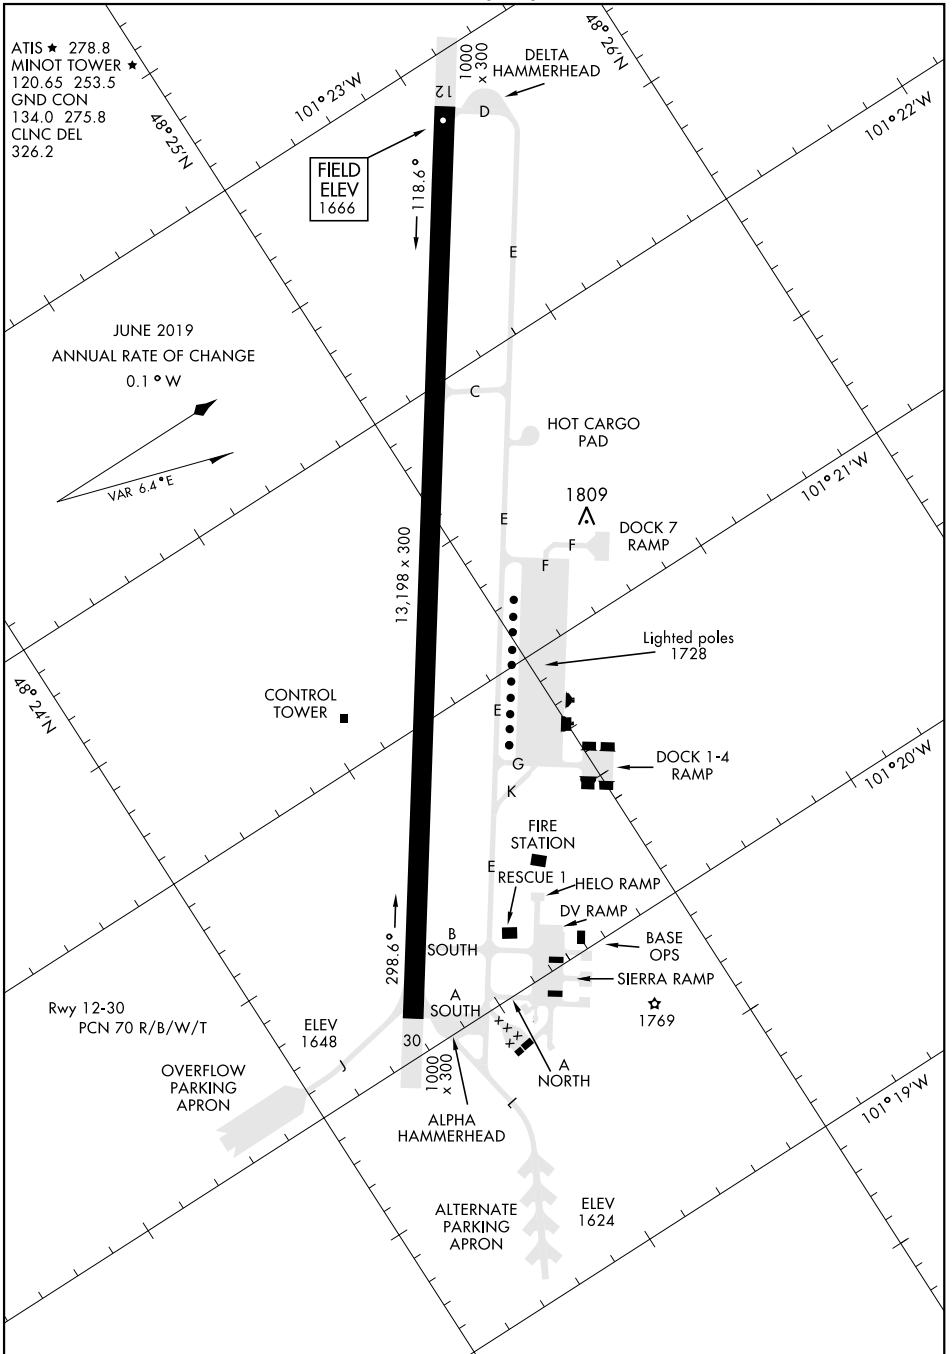 ATIS ★ 278.8
MINOT TOWER ★
120.65 253.5
GND CON
134.0 275.8
CLNC DEL
326.2
101°23'W
48°25'N
1000
x 300
DELTA
HAMMERHEAD
48°26'N
101°22'W
12
D
FIELD
ELEV
1666
118.6°
E
JUNE 2019
ANNUAL RATE OF CHANGE
0.1°W
VAR 6.4°E
C
HOT CARGO
PAD
101°21'W
1809
E
F
DOCK 7
RAMP
F
13,198 x 300
Lighted poles
1728
48°24'N
CONTROL
TOWER
E
G
DOCK 1-4
RAMP
101°20'W
K
FIRE
STATION
E
RESCUE 1
HELO RAMP
DV RAMP
298.6°
B
SOUTH
BASE
OPS
SIERRA RAMP
1769
A
SOUTH
Rwy 12-30
PCN 70 R/B/W/T
ELEV
1648
30
1000
x 300
x x x x
A
NORTH
J
OVERFLOW
PARKING
APRON
L
ALPHA
HAMMERHEAD
101°19'W
ALTERNATE
PARKING
APRON
ELEV
1624